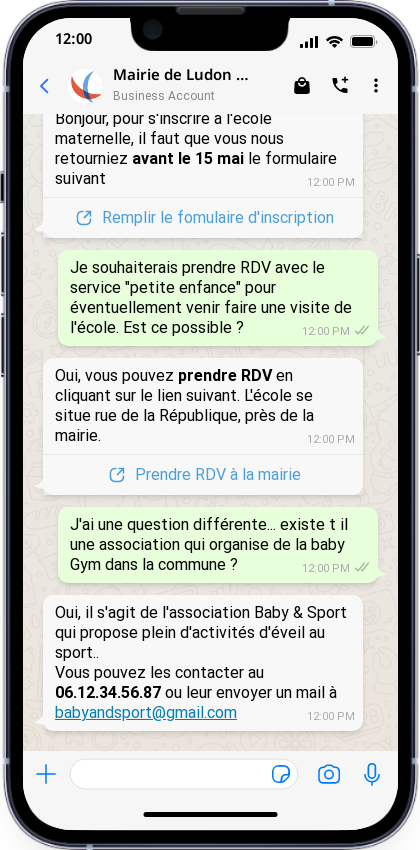 12:00
Mairie de Ludon ...
Business Account
Bonjour, pour s'inscrire à l'école
maternelle, il faut que vous nous
retourniez avant le 15 mai le formulaire
suivant
12:00 PM
Remplir le fomulaire d'inscription
Je souhaiterais prendre RDV avec le
service "petite enfance" pour
éventuellement venir faire une visite de
l'école. Est ce possible ?
12:00 PM
Oui, vous pouvez prendre RDV en
cliquant sur le lien suivant. L'école se
situe rue de la République, près de la
mairie.
12:00 PM
Prendre RDV à la mairie
J'ai une question différente... existe t il
une association qui organise de la baby
Gym dans la commune ?
12:00 PM
Oui, il s'agit de l'association Baby & Sport
qui propose plein d'activités d'éveil au
sport..
Vous pouvez les contacter au
06.12.34.56.87 ou leur envoyer un mail à
babyandsport@gmail.com
12:00 PM